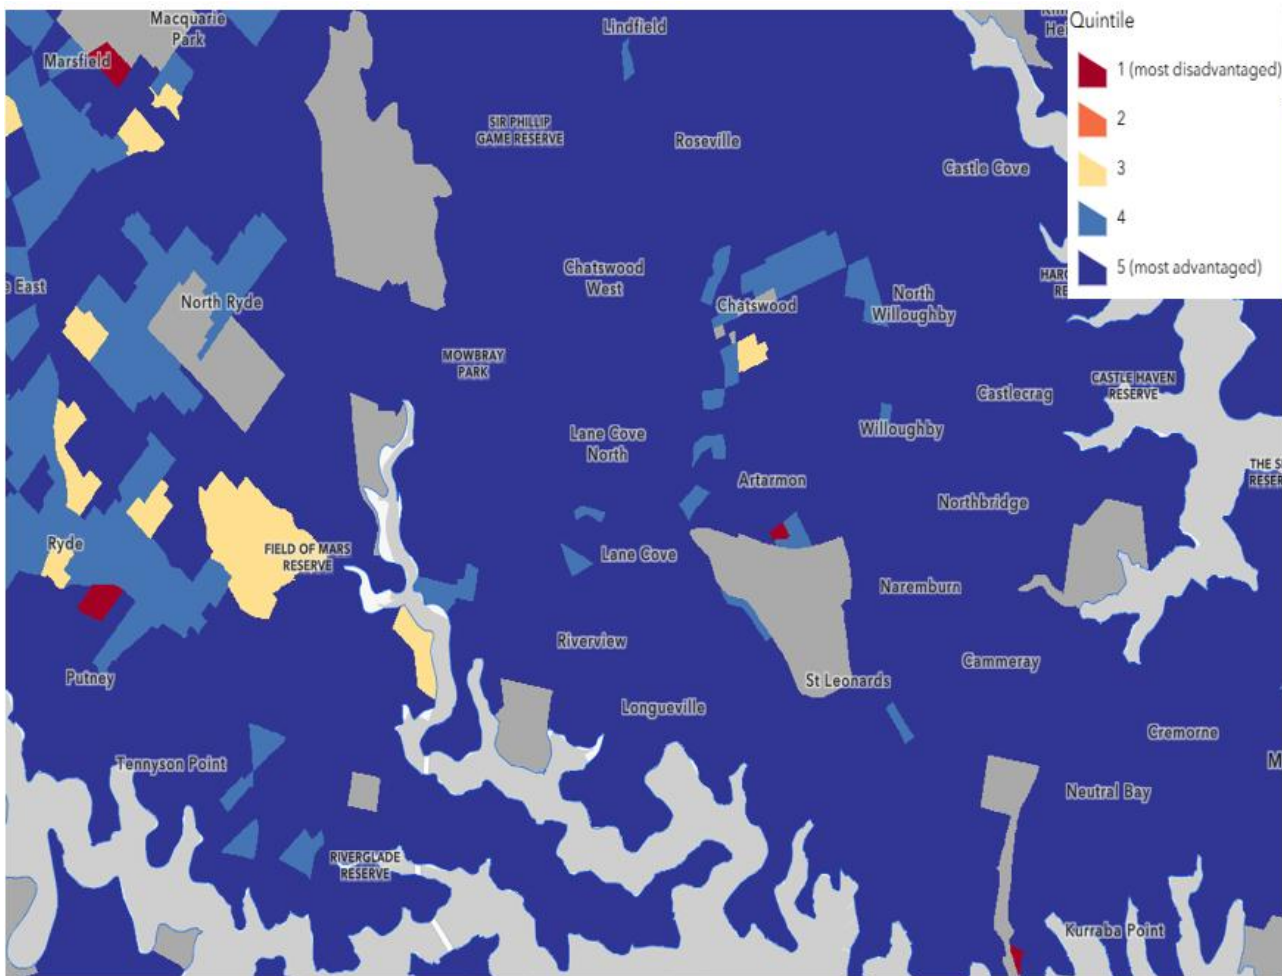 Macquarie
Park
Marsfield
Lindfield
Quintile
1 (most disadvantaged)
2
3
4
5 (most advantaged)
SIR PHILLIP
GAME RESERVE
Roseville
Castle Cove
e East
North Ryde
Chatswood
West
Chatswood
North
Willoughby
MOWBRAY
PARK
Castlecrag
CASTLE HAVEN
RESERVE
Lane Cove
North
Willoughby
Artarmon
Northbridge
Ryde
FIELD OF MARS
RESERVE
Lane Cove
Naremburn
Riverview
Cammeray
Putney
St Leonards
Longueville
Cremorne
Tennyson Point
Neutral Bay
M
RIVERGLADE
RESERVE
Kurraba Point